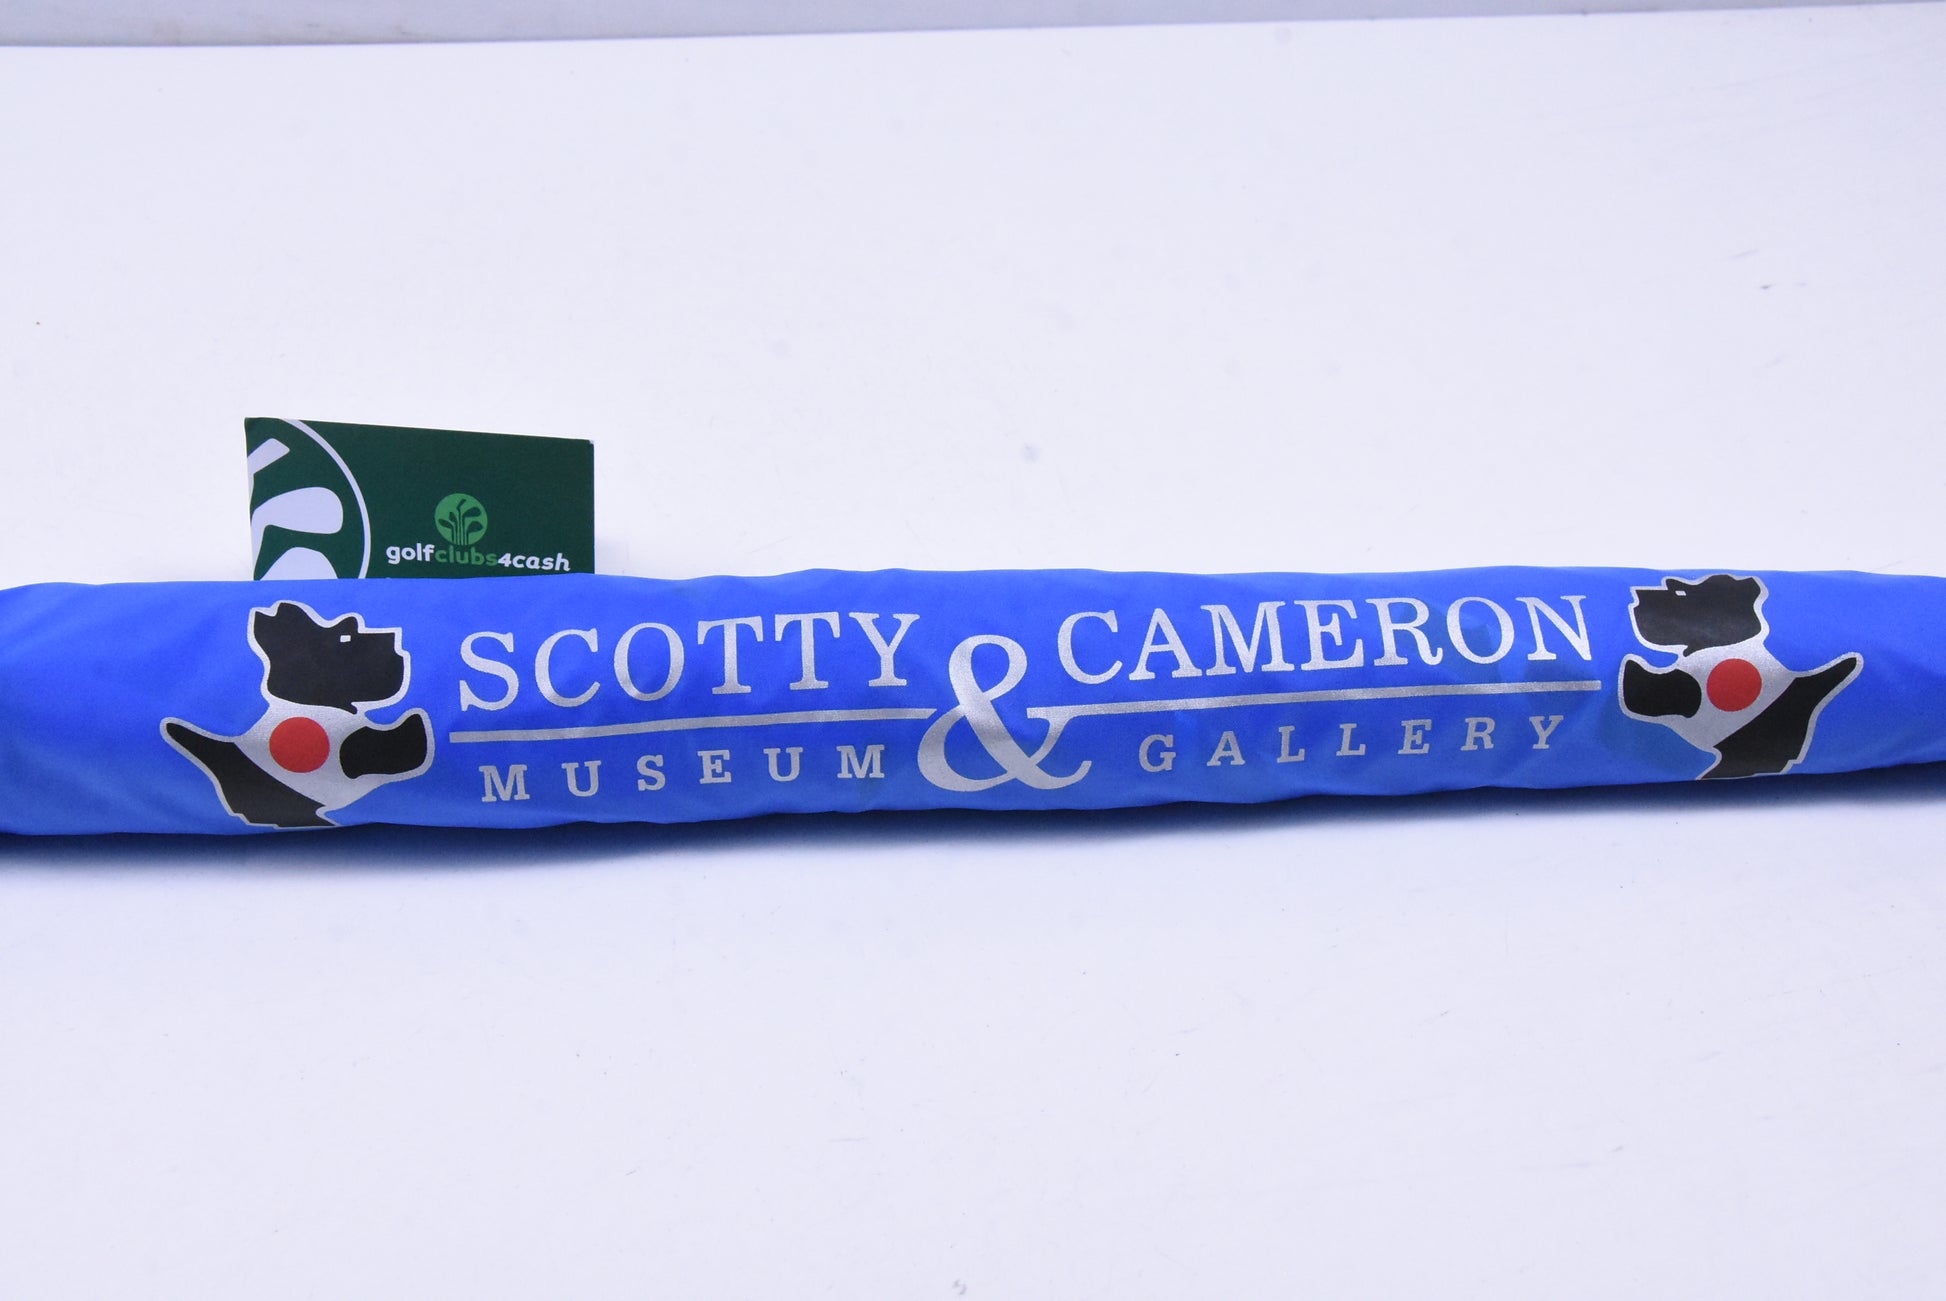 golfclubs4cash
SCOTTY CAMERON
&
MUSEUM GALLERY